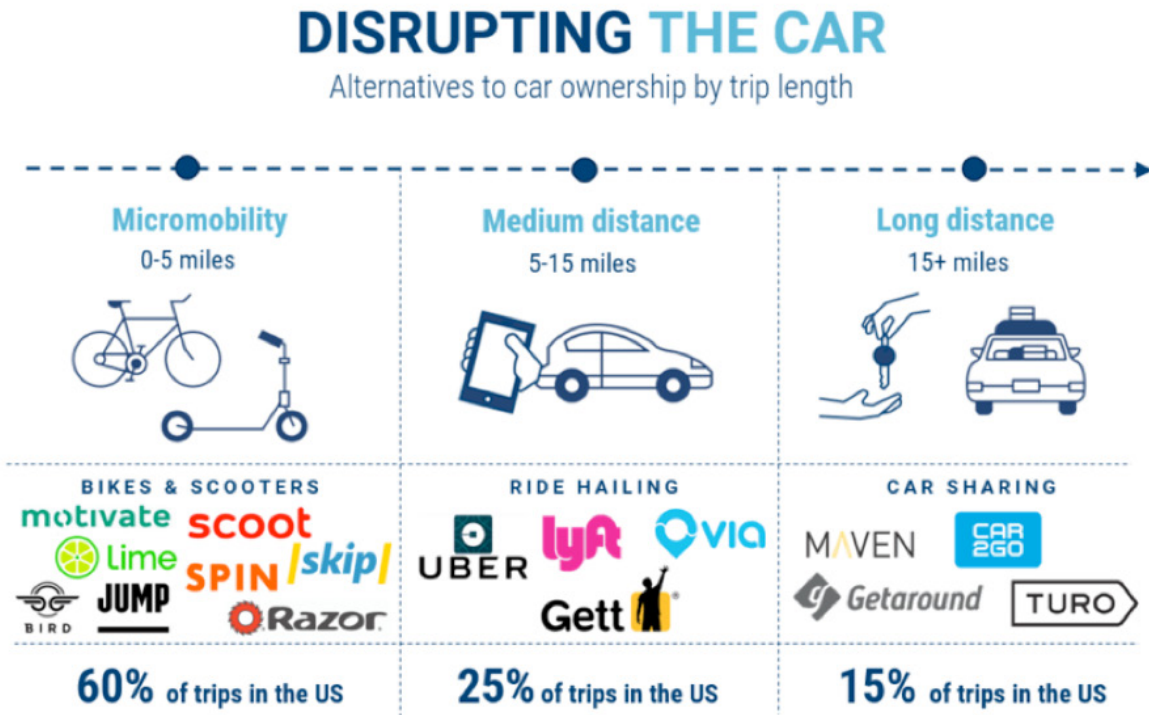 DISRUPTING THE CAR
Alternatives to car ownership by trip length
Micromobility
0-5 miles
Medium distance
5-15 miles
Long distance
15+ miles
BIKES & SCOOTERS
motivate
scoot
Lime
SPIN
/skip/
BIRD
JUMP
Razor
RIDE HAILING
UBER
lyft
via
Gett
®
CAR SHARING
MAVEN
CAR
2GO
Getaround
TURO
60% of trips in the US
25% of trips in the US
15% of trips in the US